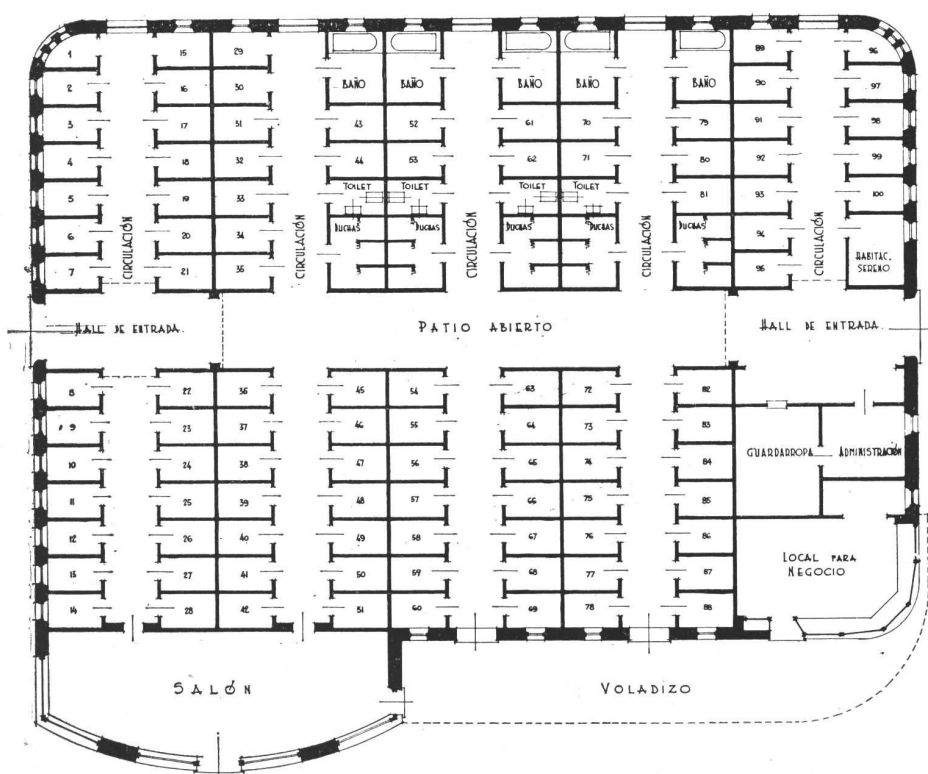 1 15 29 89 96
2 16 30 BAÑO BAÑO BAÑO BAÑO BAÑO 90 97
3 17 31 43 52 61 70 79 91 98
4 18 32 44 53 62 71 80 92 99
5 19 33 TOILET TOILET TOILET TOILET 81 93 100
6 20 34 DUCHAS DUCHAS DUCHAS DUCHAS DUCHAS 94
CIRCULACIÓN CIRCULACIÓN CIRCULACIÓN CIRCULACIÓN CIRCULACIÓN
7 21 35 95 HABITAC.
SERENO
HALL DE ENTRADA PATIO ABIERTO HALL DE ENTRADA.
8 22 36 45 54 63 72 82
9 23 37 46 55 64 73 83
10 24 38 47 56 65 74 84 GUARDARROPA ADMINISTRACIÓN
11 25 39 48 57 66 75 85
12 26 40 49 58 67 76 86
13 27 41 50 59 68 77 87 LOCAL PARA
NEGOCIO
14 28 42 51 60 69 78 88
SALÓN VOLADIZO